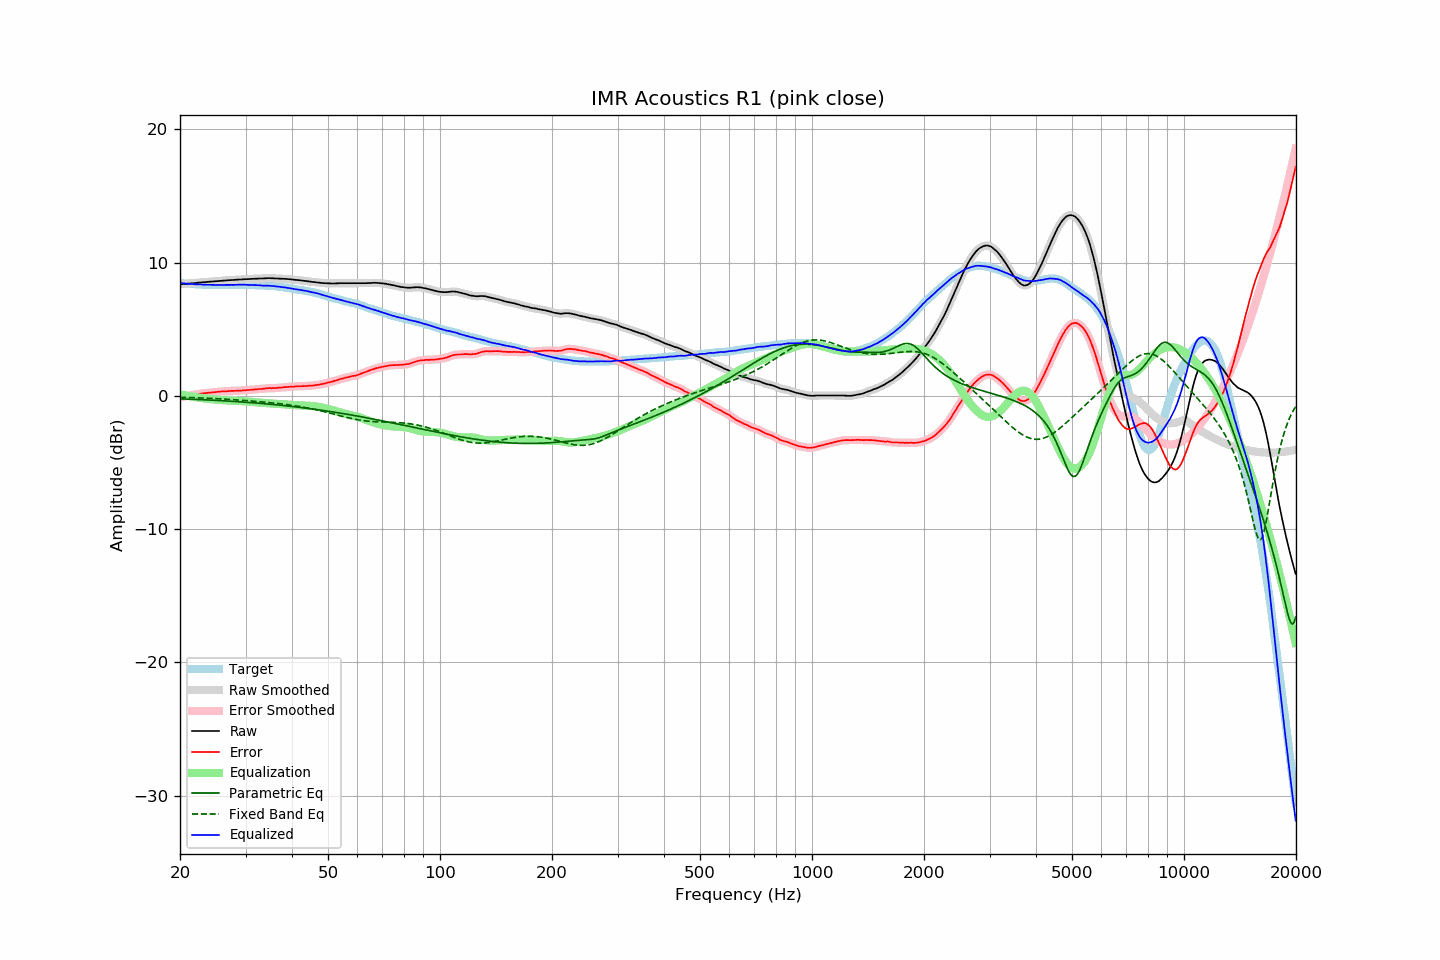 IMR Acoustics R1 (pink close)
20
10
0
−10
−20
−30
Amplitude (dBr)
Target
Raw Smoothed
Error Smoothed
Raw
Error
Equalization
Parametric Eq
Fixed Band Eq
Equalized
20 50 100 200 500 1000 2000 5000 10000 20000
Frequency (Hz)